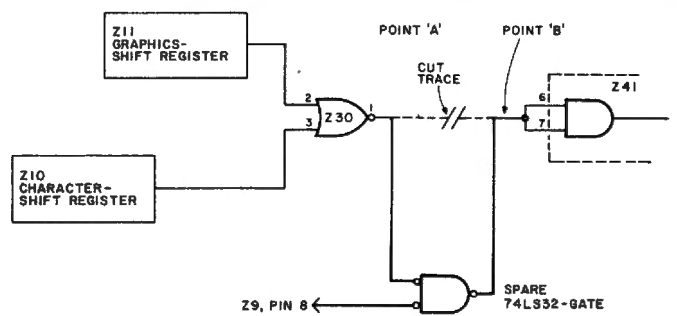 Z11
GRAPHICS-
SHIFT REGISTER
POINT 'A'
POINT 'B'
CUT
TRACE
Z41
2
3
Z30
1
6
7
Z10
CHARACTER-
SHIFT REGISTER
Z9, PIN 8
SPARE
74LS32-GATE